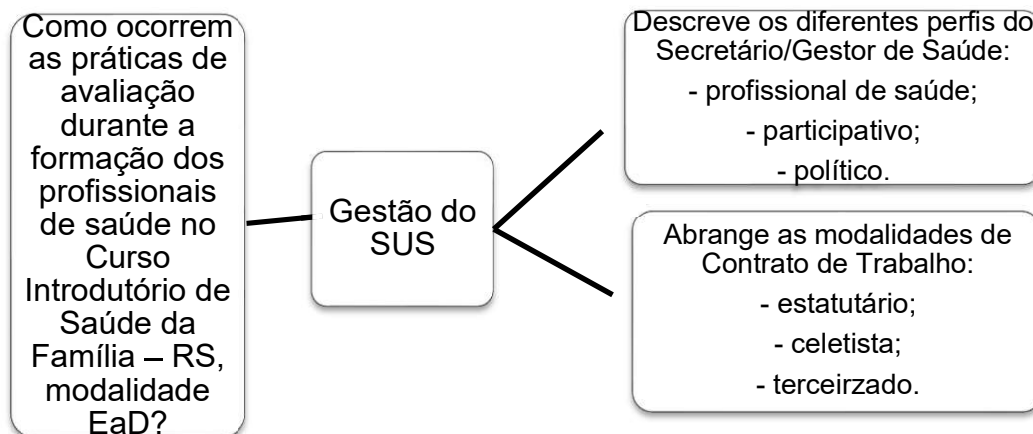 Como ocorrem
as práticas de
avaliação
durante a
formação dos
profissionais
de saúde no
Curso
Introdutório de
Saúde da
Família – RS,
modalidade
EaD?
Gestão do
SUS
Descreve os diferentes perfis do
Secretário/Gestor de Saúde:
- profissional de saúde;
- participativo;
- político.
Abrange as modalidades de
Contrato de Trabalho:
- estatutário;
- celetista;
- terceirzado.